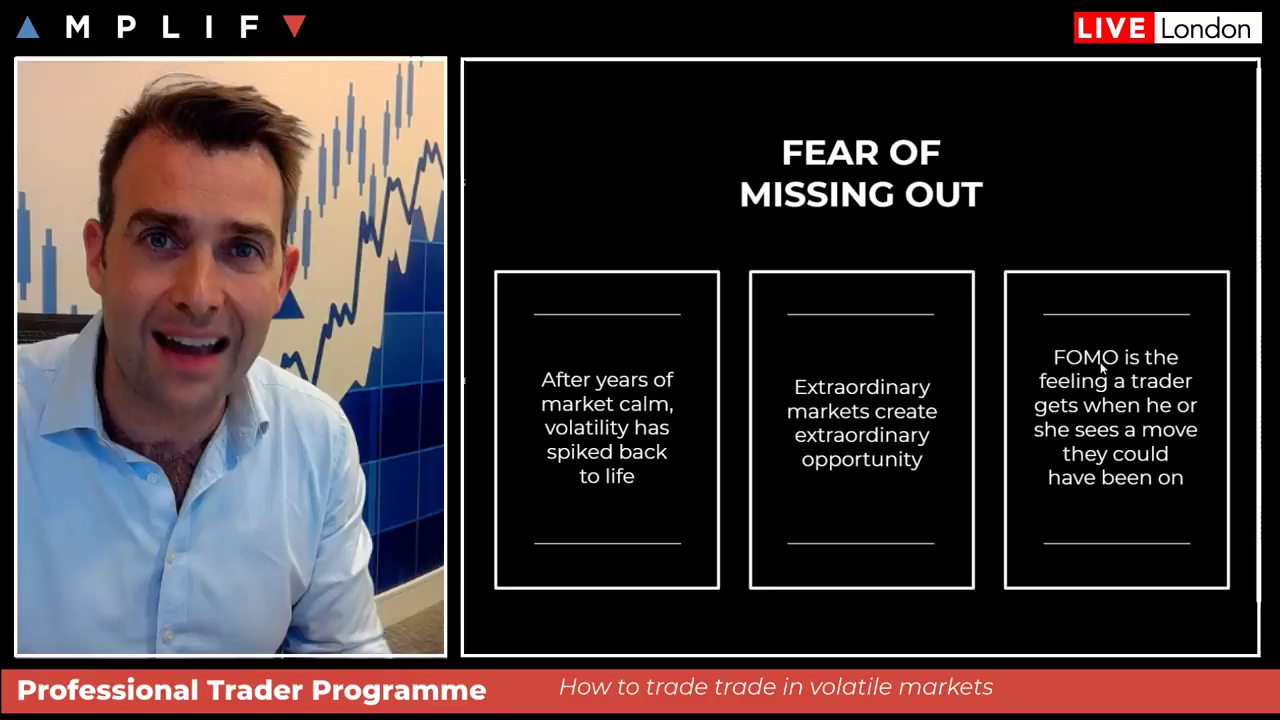 AMPLIFY
LIVE London
FEAR OF
MISSING OUT
After years of
market calm,
volatility has
spiked back
to life
Extraordinary
markets create
extraordinary
opportunity
FOMO is the
feeling a trader
gets when he or
she sees a move
they could
have been on
Professional Trader Programme
How to trade trade in volatile markets